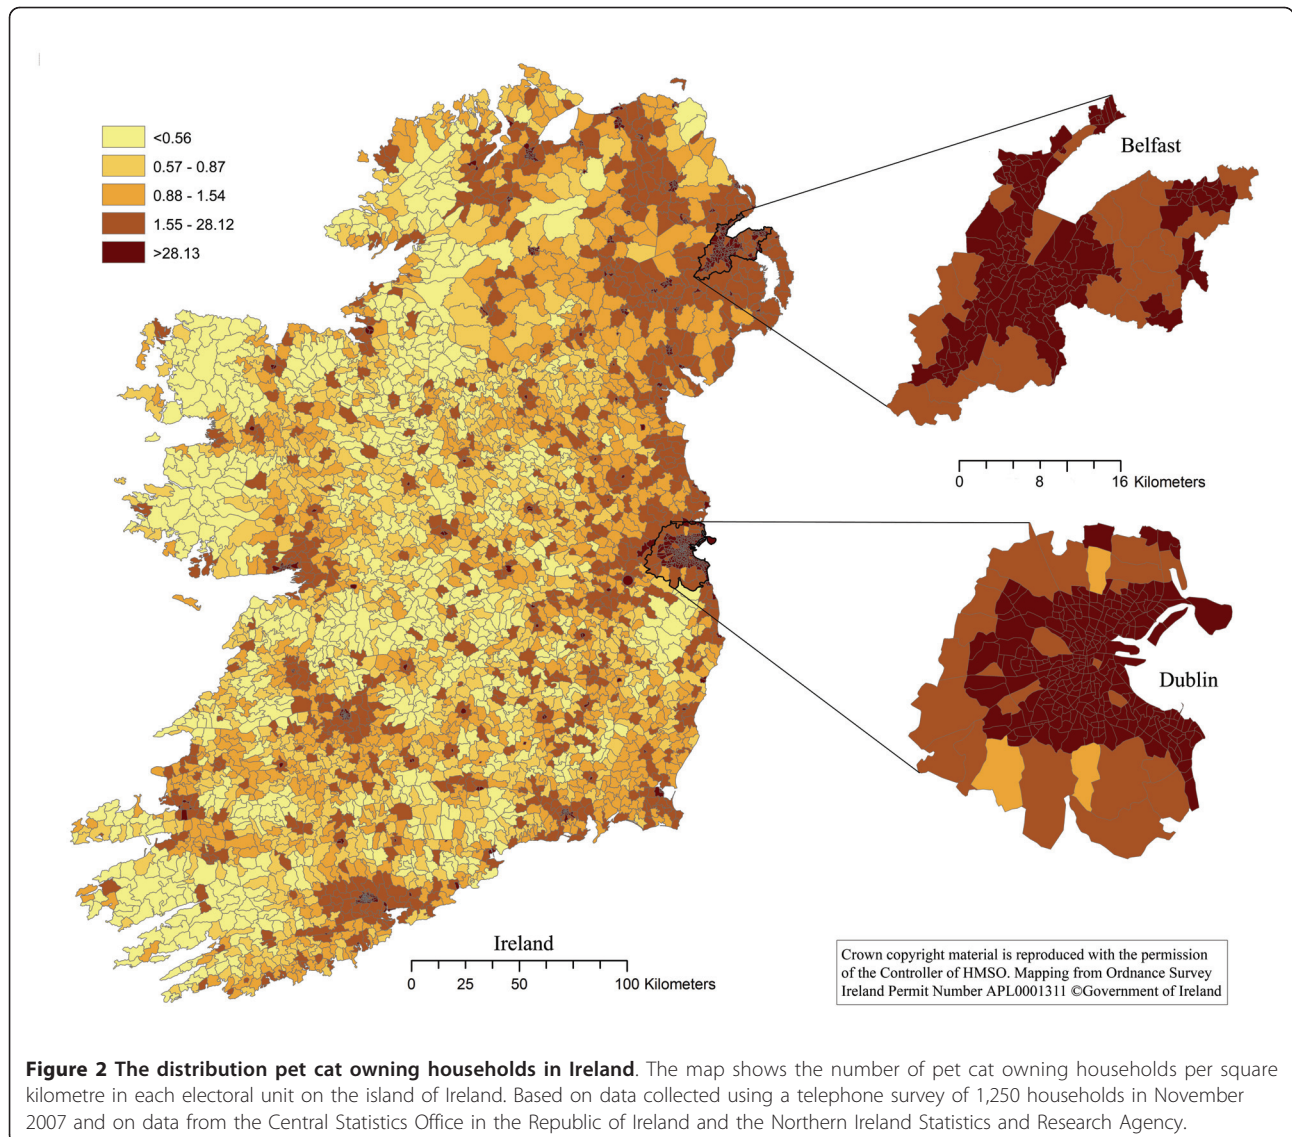 <0.56
0.57 - 0.87
0.88 - 1.54
1.55 - 28.12
>28.13
Belfast
0 8 16 Kilometers
Dublin
Ireland
0 25 50 100 Kilometers
Crown copyright material is reproduced with the permission
of the Controller of HMSO. Mapping from Ordnance Survey
Ireland Permit Number APL0001311 ©Government of Ireland
Figure 2 The distribution pet cat owning households in Ireland. The map shows the number of pet cat owning households per square
kilometre in each electoral unit on the island of Ireland. Based on data collected using a telephone survey of 1,250 households in November
2007 and on data from the Central Statistics Office in the Republic of Ireland and the Northern Ireland Statistics and Research Agency.